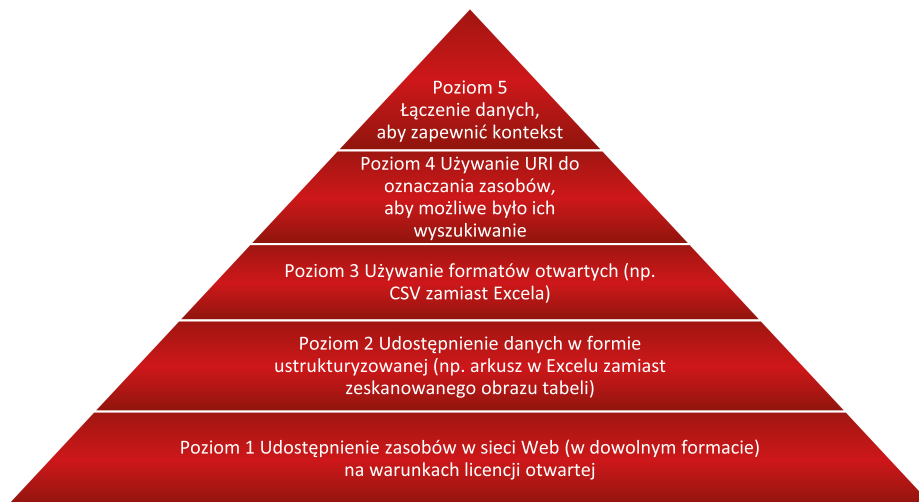 Poziom 5
Łączenie danych,
aby zapewnić kontekst
Poziom 4 Używanie URI do
oznaczania zasobów,
aby możliwe było ich
wyszukiwanie
Poziom 3 Używanie formatów otwartych (np.
CSV zamiast Excela)
Poziom 2 Udostępnienie danych w formie
ustrukturyzowanej (np. arkusz w Excelu zamiast
zeskanowanego obrazu tabeli)
Poziom 1 Udostępnienie zasobów w sieci Web (w dowolnym formacie)
na warunkach licencji otwartej